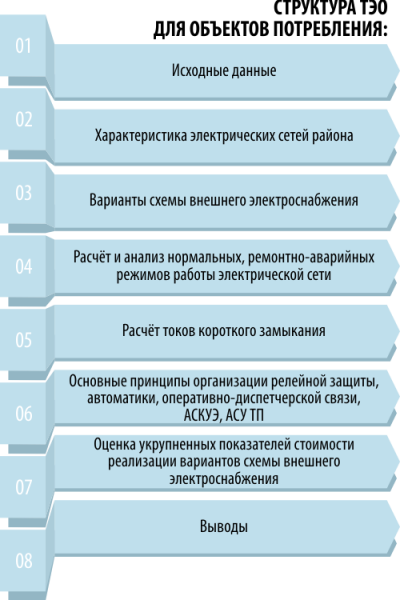 СТРУКТУРА ТЭО
ДЛЯ ОБЪЕКТОВ ПОТРЕБЛЕНИЯ:
01
Исходные данные
02
Характеристика электрических сетей района
03
Варианты схемы внешнего электроснабжения
04
Расчёт и анализ нормальных, ремонтно-аварийных
режимов работы электрической сети
05
Расчёт токов короткого замыкания
06
Основные принципы организации релейной защиты,
автоматики, оперативно-диспетчерской связи,
АСКУЭ, АСУ ТП
07
Оценка укрупненных показателей стоимости
реализации вариантов схемы внешнего
электроснабжения
08
Выводы